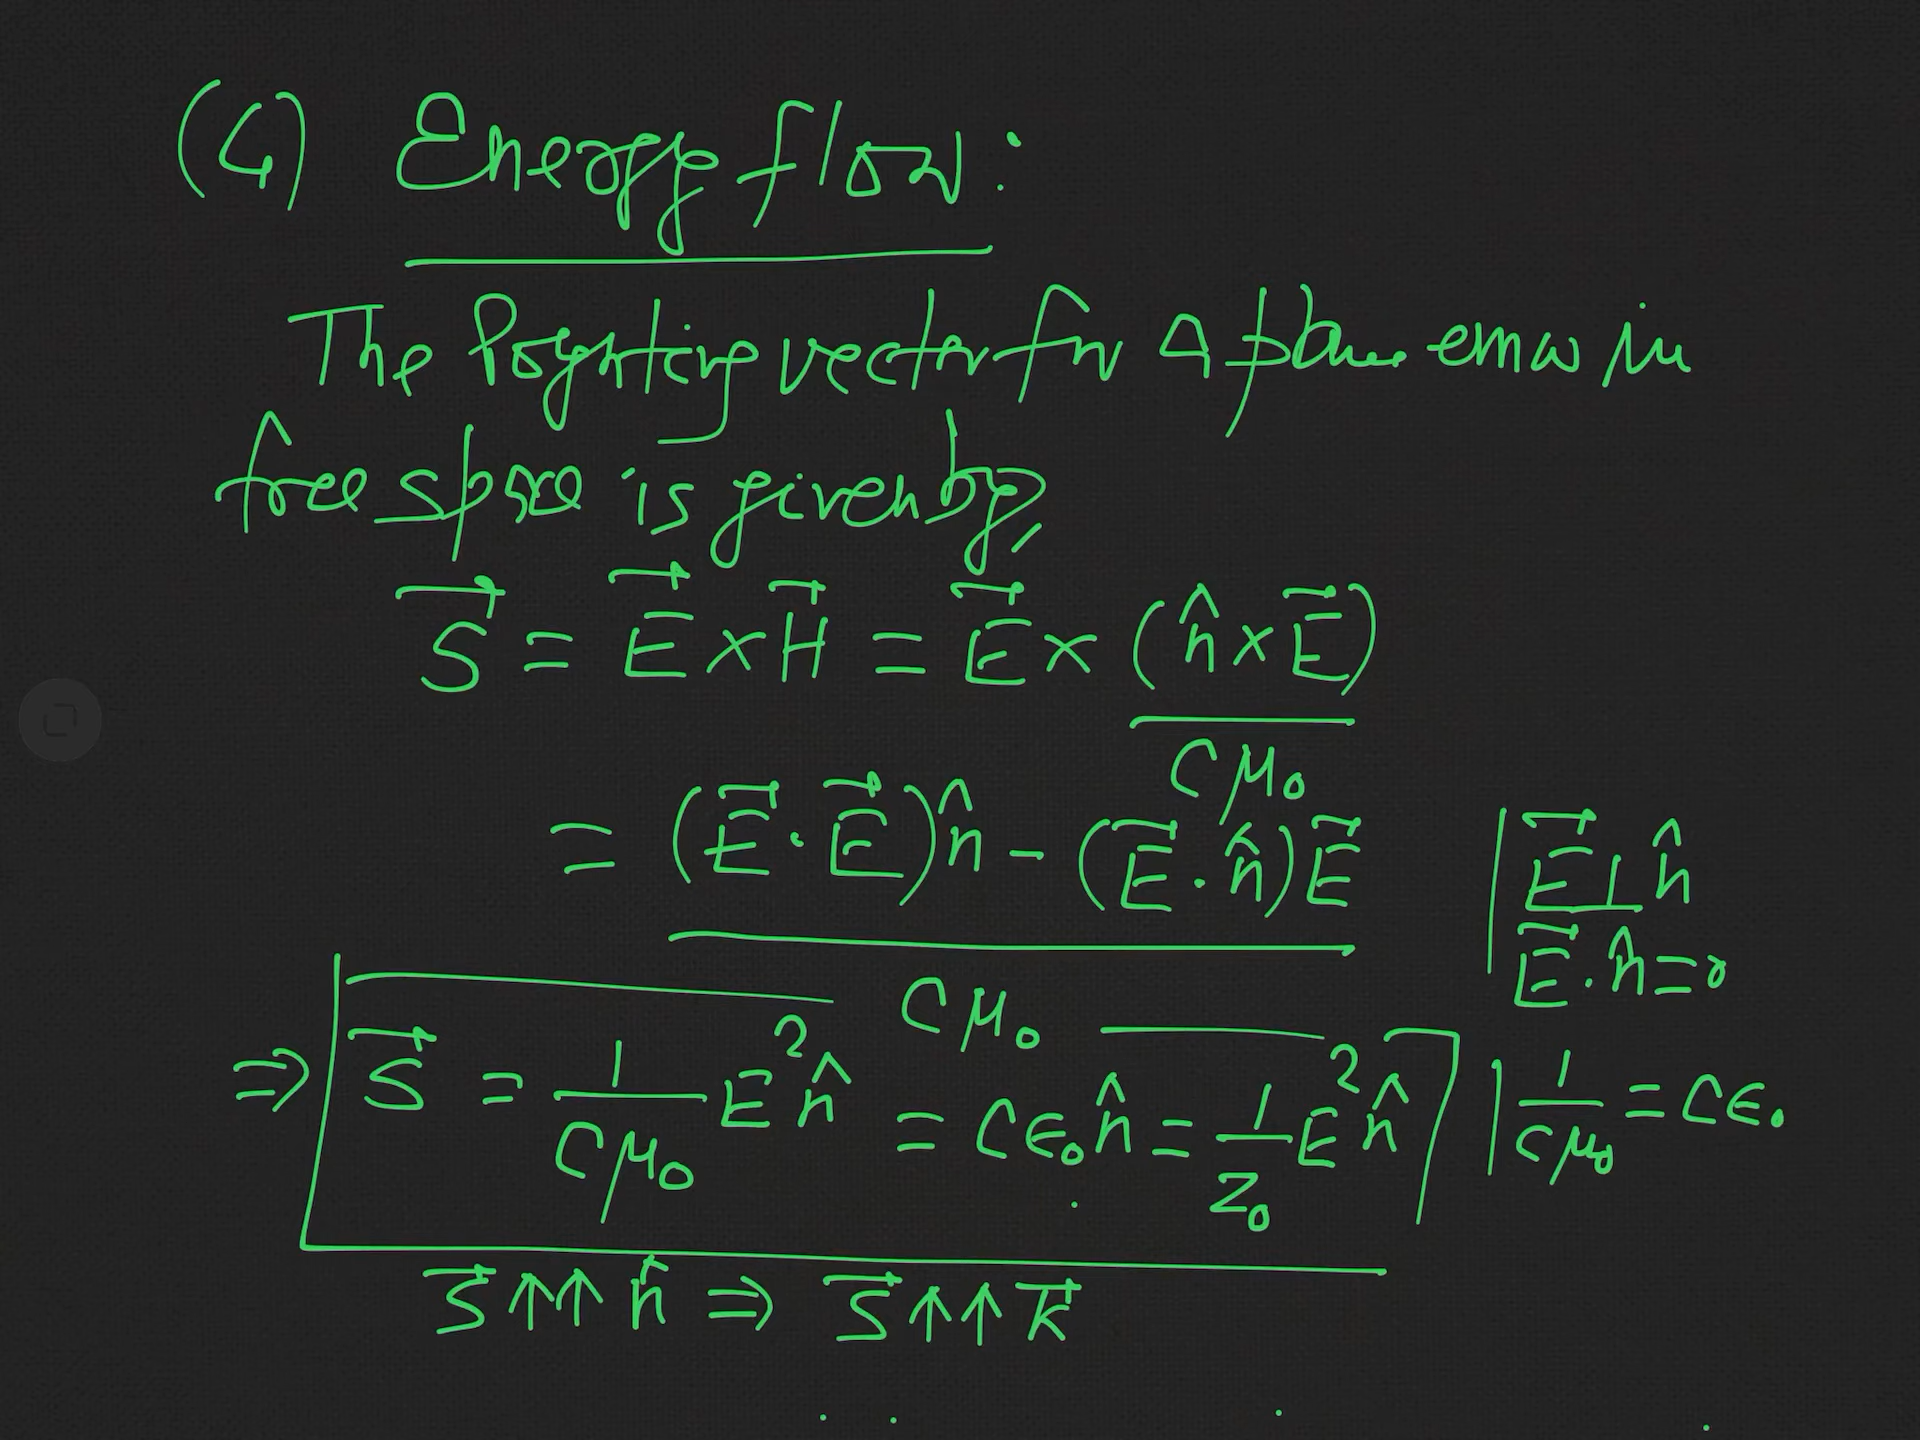 (4) Energy flow:
The Poynting vector for a plane emw in
free space is given by,
S⃗ = E⃗ × H⃗ = E⃗ × (n̂ × E⃗) / cμ₀
= ((E⃗ · E⃗)n̂ - (E⃗ · n̂)E⃗) / cμ₀
| E⃗ ⊥ n̂
E⃗ · n̂ = 0
⇒ S⃗ = 1/cμ₀ E² n̂ = cε₀ n̂ = 1/Z₀ E² n̂
| 1/cμ₀ = cε₀
S⃗ ↑↑ n̂ ⇒ S⃗ ↑↑ k⃗